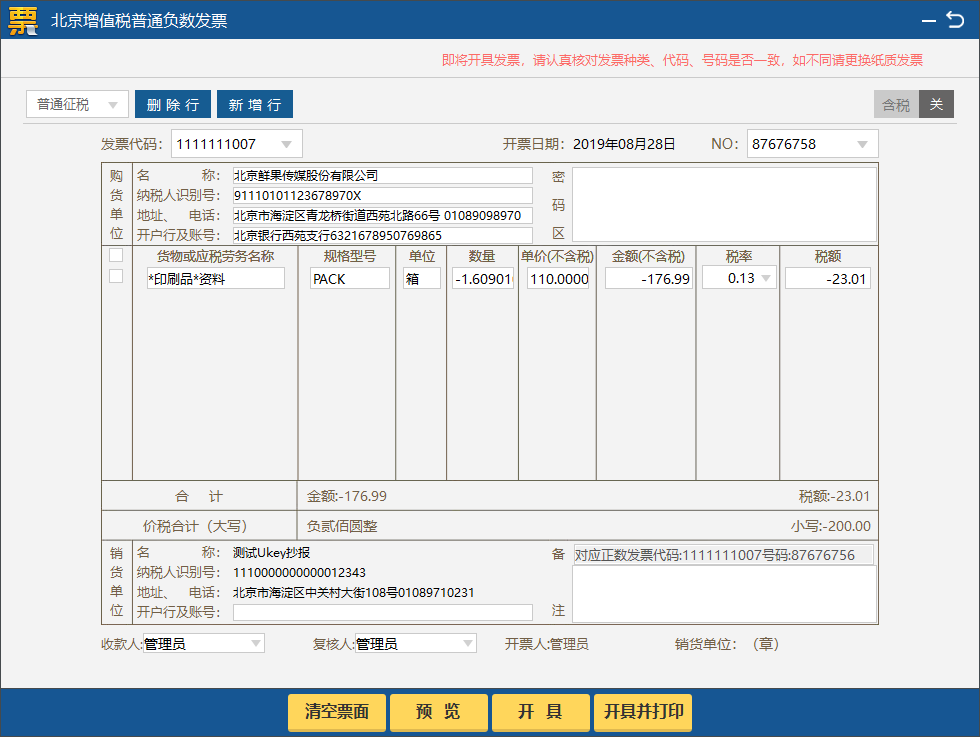 票 北京增值税普通负数发票
即将开具发票，请认真核对发票种类、代码、号码是否一致，如不同请更换纸质发票
普通征税 删 除 行 新 增 行 含税 关
发票代码： 1111111007 开票日期： 2019年08月28日 NO： 87676758
购货单位
名 称： 北京鲜果传媒股份有限公司
纳税人识别号： 91110101123678970X
地址、 电话： 北京市海淀区青龙桥街道西苑北路66号 01089098970
开户行及账号： 北京银行西苑支行6321678950769865
密码区
货物或应税劳务名称 规格型号 单位 数量 单价(不含税) 金额(不含税) 税率 税额
*印刷品*资料 PACK 箱 -1.60901 110.0000 -176.99 0.13 -23.01
合 计 金额:-176.99 税额:-23.01
价税合计（大写） 负贰佰圆整 小写:-200.00
销货单位
名 称： 测试Ukey抄报
纳税人识别号： 1110000000000012343
地址、 电话： 北京市海淀区中关村大街108号01089710231
开户行及账号：
备注
对应正数发票代码:1111111007号码:87676756
收款人:管理员 复核人:管理员 开票人:管理员 销货单位： （章）
清空票面 预 览 开 具 开具并打印